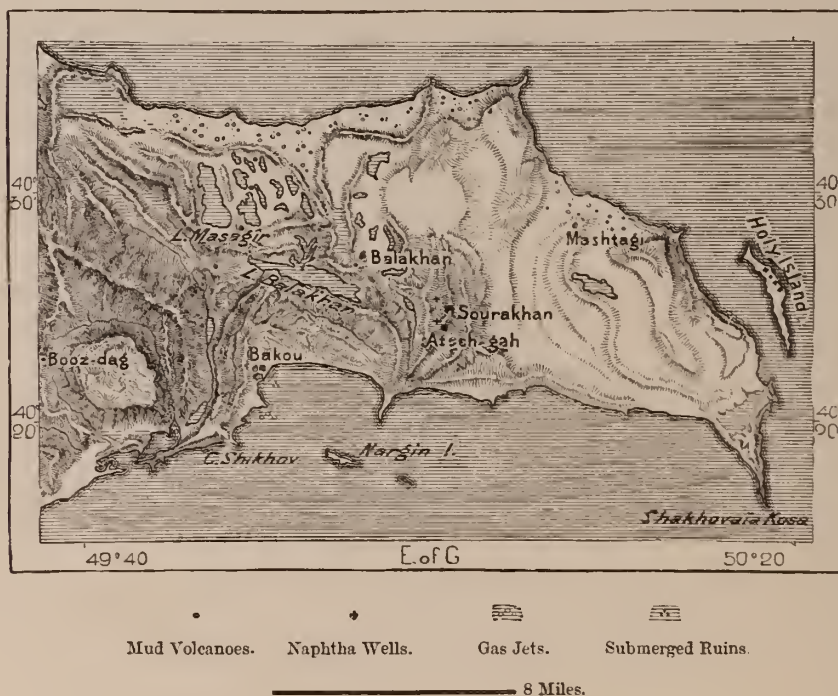 40°
30'
40
30
L. Masagir
Mashtagi
Holy Island
Balakhan
L. Balakhan
Sourakhan
Atech-gah
Booz-dag
Bakou
40°
20'
40
20
C. Shikhov
Nargin I.
Shakhovaia Kosa
49°40
E. of G
50°20
Mud Volcanoes. Naphtha Wells. Gas Jets. Submerged Ruins.
8 Miles.